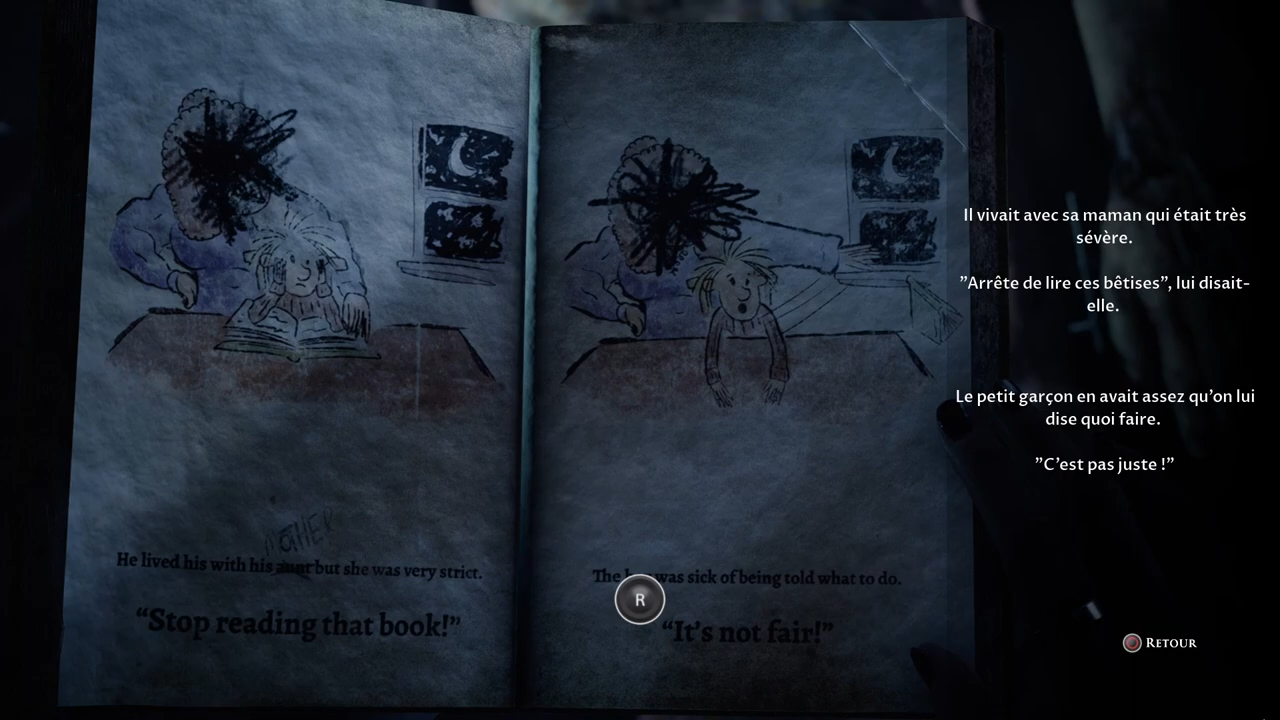 MOTHER
He lived his with his aunt but she was very strict.
“Stop reading that book!”
The was sick of being told what to do.
“It’s not fair!”
R
Il vivait avec sa maman qui était très
sévère.
”Arrête de lire ces bêtises”, lui disait-
elle.
Le petit garçon en avait assez qu’on lui
dise quoi faire.
”C’est pas juste !”
Retour